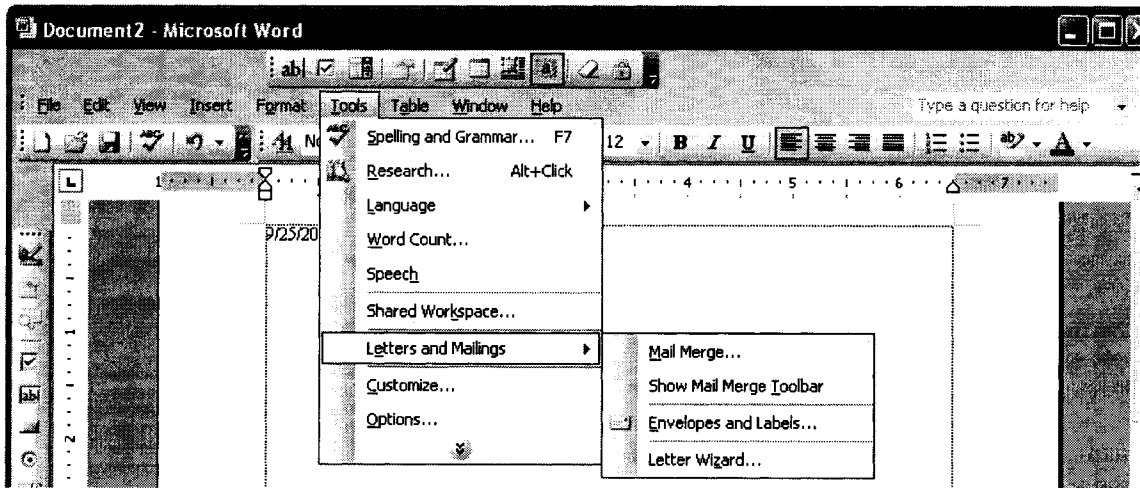 Document2 - Microsoft Word
ab|
File Edit View Insert Format Tools Table Window Help Type a question for help
12 B I U
Spelling and Grammar... F7
Research... Alt+Click
Language
Word Count...
Speech
Shared Workspace...
Letters and Mailings
Customize...
Options...
Mail Merge...
Show Mail Merge Toolbar
Envelopes and Labels...
Letter Wizard...
L
1 4 5 6 7
9/25/20
1
2